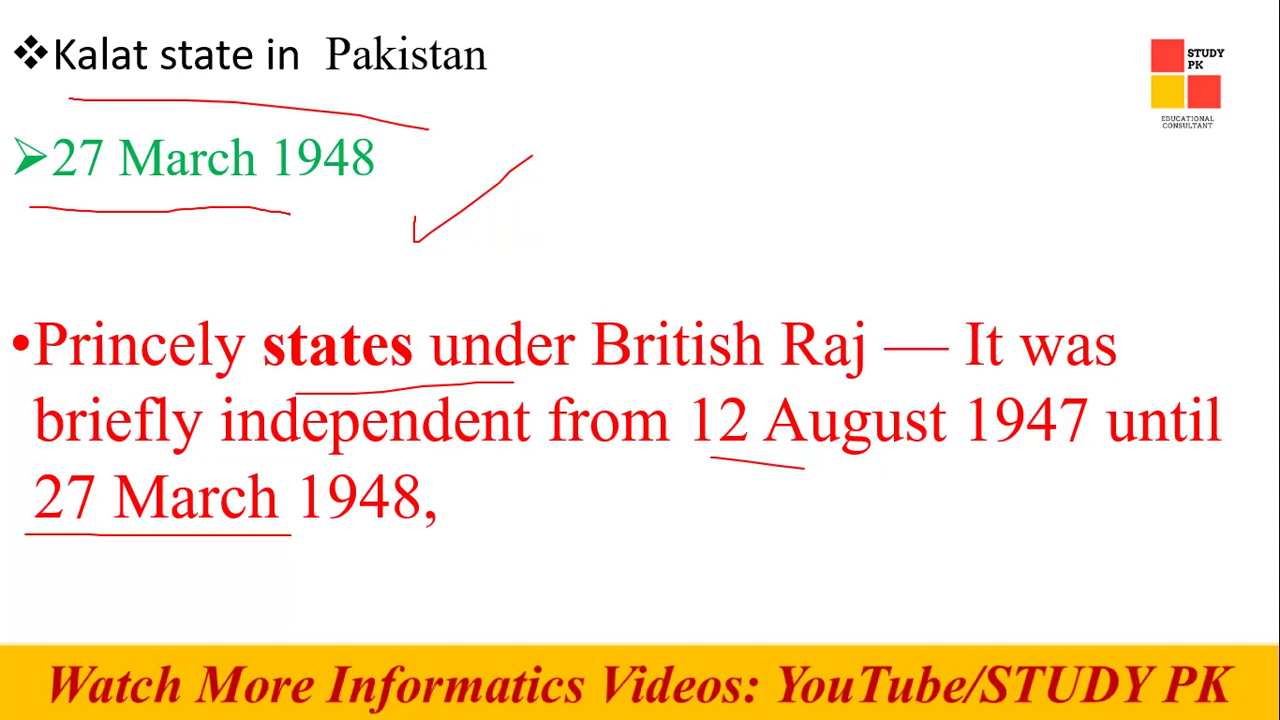 ❖Kalat state in Pakistan
STUDY
PK
EDUCATIONAL
CONSULTANT
➢27 March 1948
•Princely states under British Raj — It was
briefly independent from 12 August 1947 until
27 March 1948,
Watch More Informatics Videos: YouTube/STUDY PK